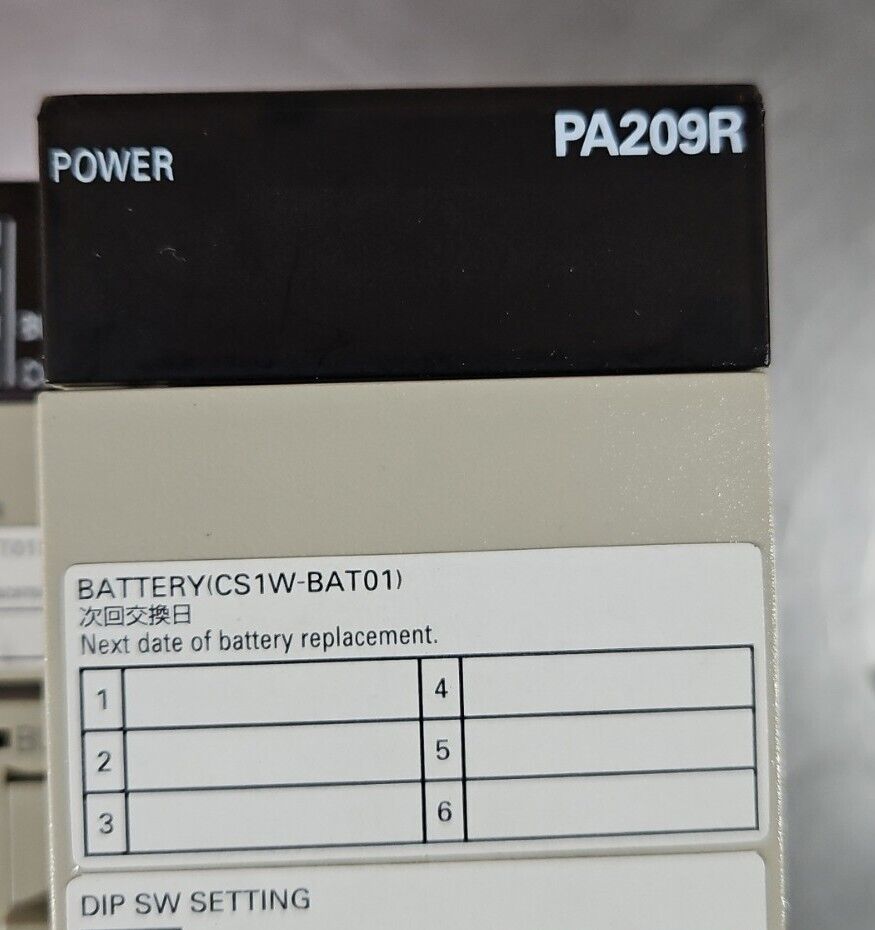 POWER
PA209R
BATTERY(CS1W-BAT01)
次回交換日
Next date of battery replacement.
1
4
2
5
3
6
DIP SW SETTING